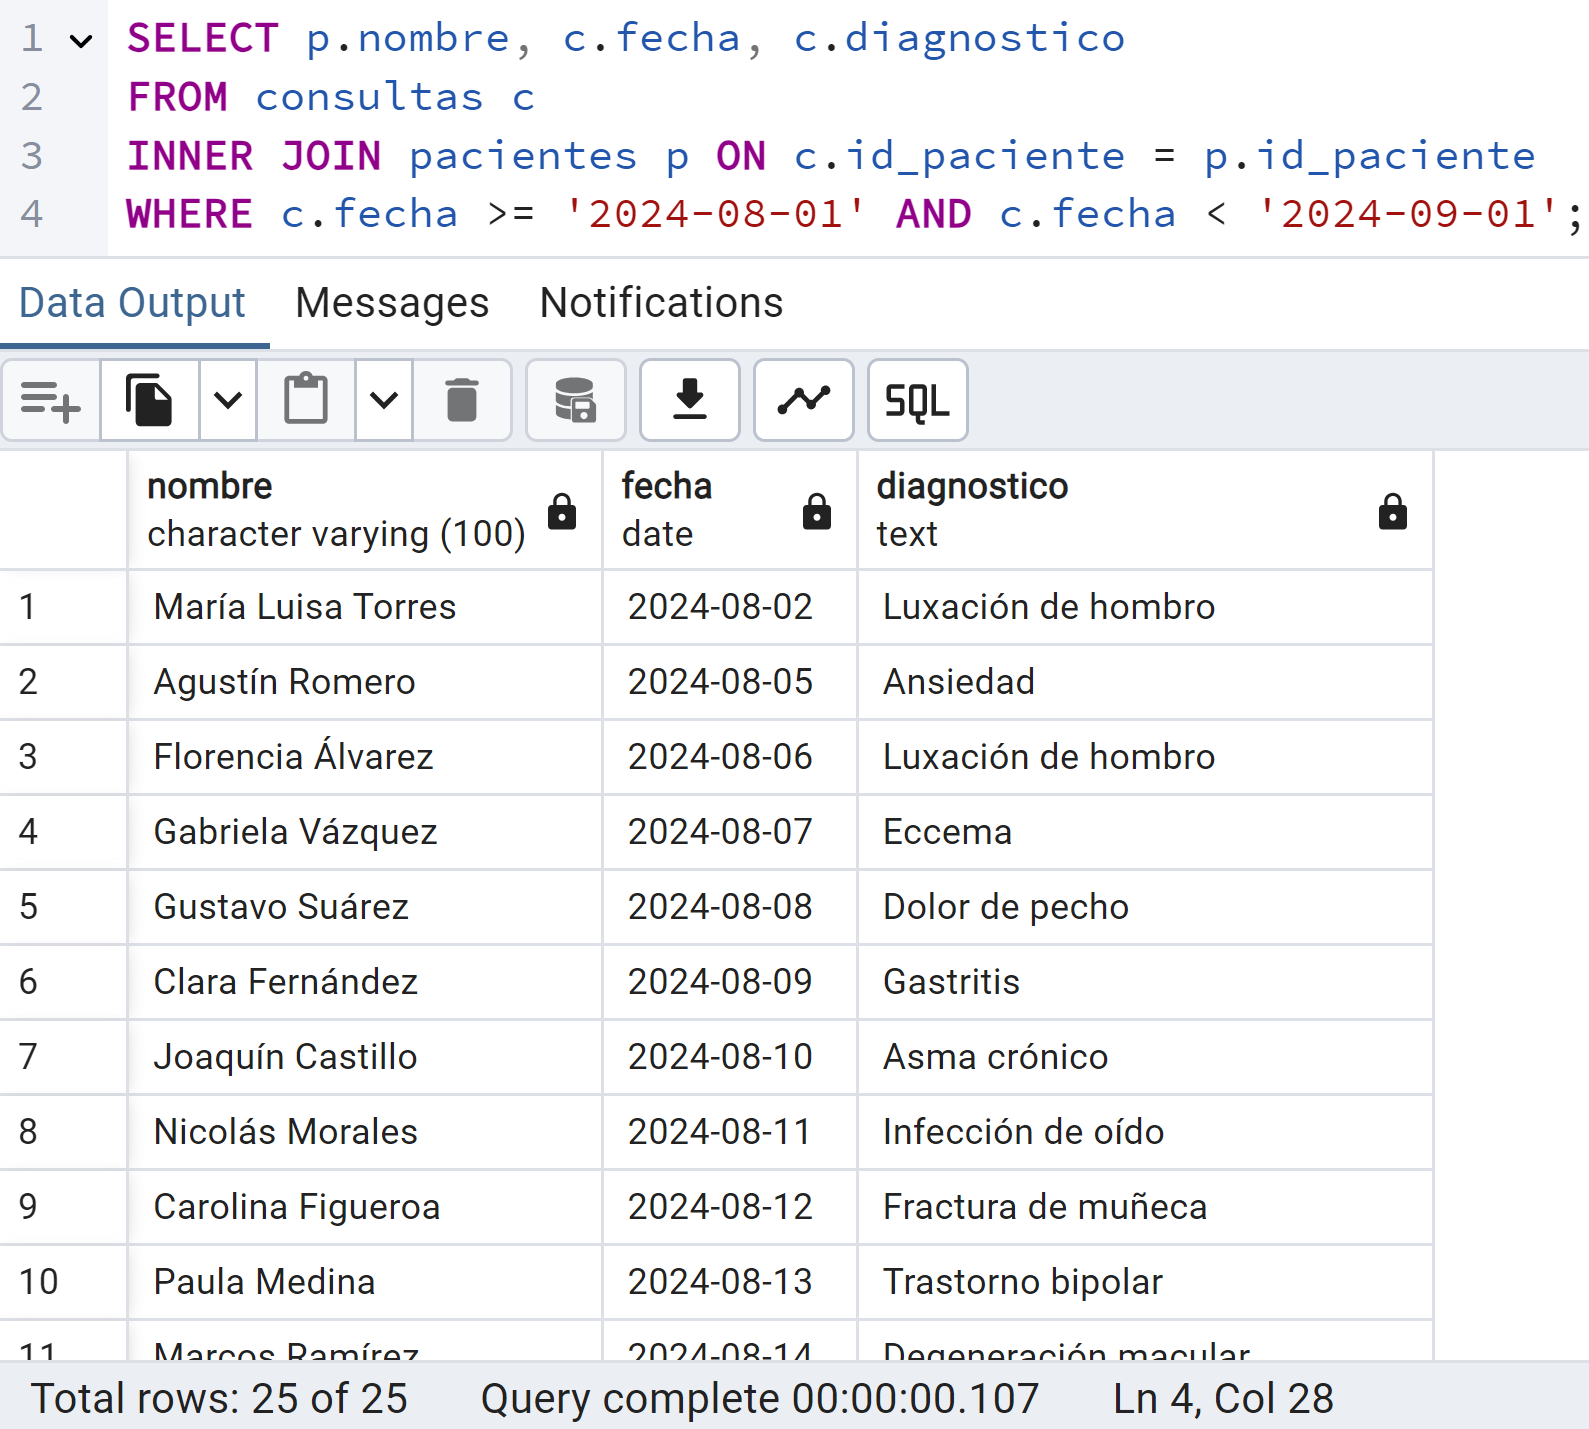 1 SELECT p.nombre, c.fecha, c.diagnostico
2 FROM consultas c
3 INNER JOIN pacientes p ON c.id_paciente = p.id_paciente
4 WHERE c.fecha >= '2024-08-01' AND c.fecha < '2024-09-01';
Data Output Messages Notifications
SQL
nombre fecha diagnostico
character varying (100) date text
1 María Luisa Torres 2024-08-02 Luxación de hombro
2 Agustín Romero 2024-08-05 Ansiedad
3 Florencia Álvarez 2024-08-06 Luxación de hombro
4 Gabriela Vázquez 2024-08-07 Eccema
5 Gustavo Suárez 2024-08-08 Dolor de pecho
6 Clara Fernández 2024-08-09 Gastritis
7 Joaquín Castillo 2024-08-10 Asma crónico
8 Nicolás Morales 2024-08-11 Infección de oído
9 Carolina Figueroa 2024-08-12 Fractura de muñeca
10 Paula Medina 2024-08-13 Trastorno bipolar
11 Marcos Ramírez 2024-08-14 Degeneración macular
Total rows: 25 of 25 Query complete 00:00:00.107 Ln 4, Col 28